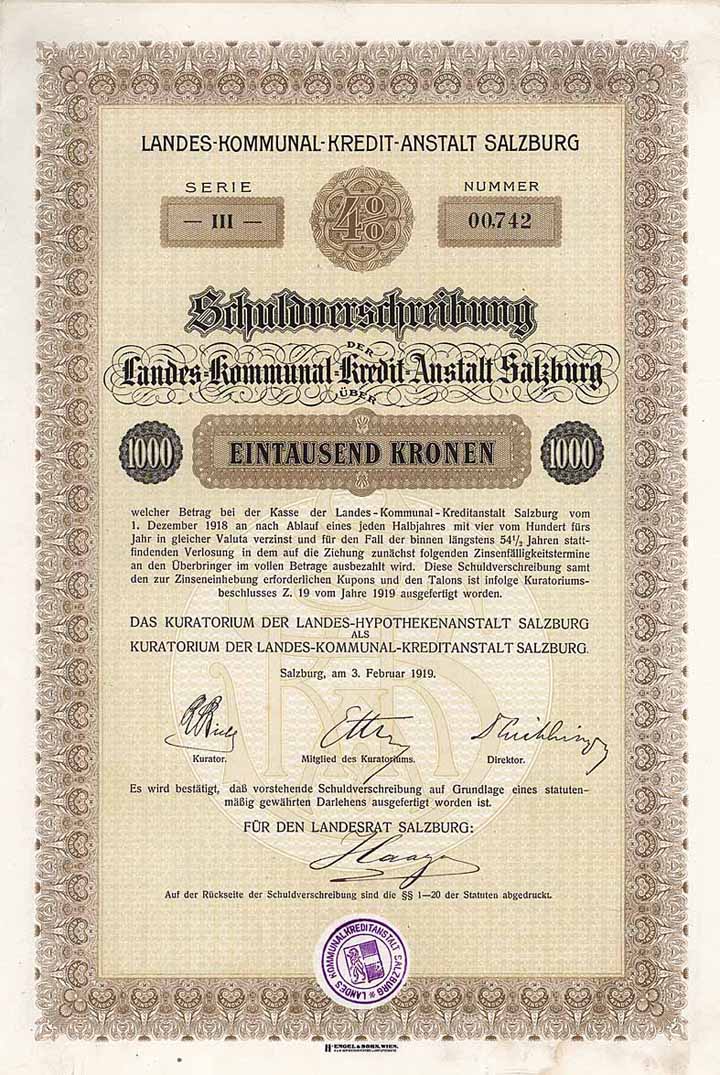 LANDES-KOMMUNAL-KREDIT-ANSTALT SALZBURG
SERIE
NUMMER
— III —
4%
00,742
Schuldverschreibung
DER
Landes-Kommunal-Kredit-Anstalt Salzburg
ÜBER
1000
EINTAUSEND KRONEN
1000
welcher Betrag bei der Kasse der Landes-Kommunal-Kreditanstalt Salzburg vom
1. Dezember 1918 an nach Ablauf eines jeden Halbjahres mit vier vom Hundert fürs
Jahr in gleicher Valuta verzinst und für den Fall der binnen längstens 54½ Jahren statt-
findenden Verlosung in dem auf die Ziehung zunächst folgenden Zinsenfälligkeitstermine
an den Überbringer im vollen Betrage ausbezahlt wird. Diese Schuldverschreibung samt
den zur Zinseneinhebung erforderlichen Kupons und den Talons ist infolge Kuratoriums-
beschlusses Z. 19 vom Jahre 1919 ausgefertigt worden.
DAS KURATORIUM DER LANDES-HYPOTHEKENANSTALT SALZBURG
ALS
KURATORIUM DER LANDES-KOMMUNAL-KREDITANSTALT SALZBURG.
Salzburg, am 3. Februar 1919.
Kurator.
Mitglied des Kuratoriums.
Direktor.
Es wird bestätigt, daß vorstehende Schuldverschreibung auf Grundlage eines statuten-
mäßig gewährten Darlehens ausgefertigt worden ist.
FÜR DEN LANDESRAT SALZBURG:
Auf der Rückseite der Schuldverschreibung sind die §§ 1—20 der Statuten abgedruckt.
LANDES KOMMUNALKREDITANSTALT SALZBURG
H. ENGEL & SOHN, WIEN.